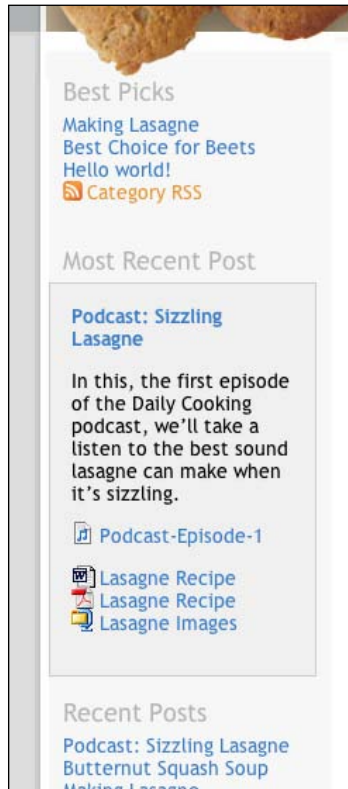 Best Picks
Making Lasagne
Best Choice for Beets
Hello world!
Category RSS
Most Recent Post
Podcast: Sizzling
Lasagne
In this, the first episode
of the Daily Cooking
podcast, we’ll take a
listen to the best sound
lasagne can make when
it’s sizzling.
Podcast-Episode-1
Lasagne Recipe
Lasagne Recipe
Lasagne Images
Recent Posts
Podcast: Sizzling Lasagne
Butternut Squash Soup
Making Lasagne